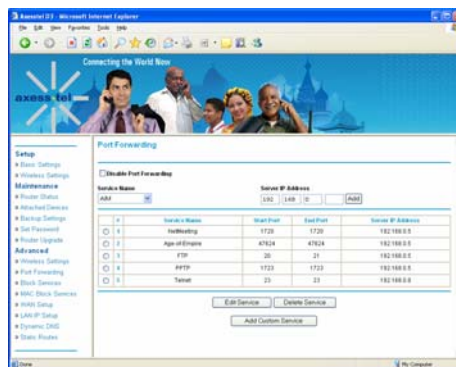 Axesstel D3 - Microsoft Internet Explorer
File Edit View Favorites Tools Help
Connecting the World Now
axesstel
Setup
Basic Settings
Wireless Settings
Maintenance
Router Status
Attached Devices
Backup Settings
Set Password
Router Upgrade
Advanced
Wireless Settings
Port Forwarding
Block Services
MAC Block Services
WAN Setup
LAN IP Setup
Dynamic DNS
Static Routes
Port Forwarding
Disable Port Forwarding
Service Name Server IP Address
AIM 192 168 0 Add
# Service Name Start Port End Port Server IP Address
1 NetMeeting 1720 1720 192.168.0.5
2 Age-of-Empire 47624 47624 192.168.0.5
3 FTP 20 21 192.168.0.5
4 PPTP 1723 1723 192.168.0.5
5 Telnet 23 23
Edit Service Delete Service
Add Custom Service
Done My Computer